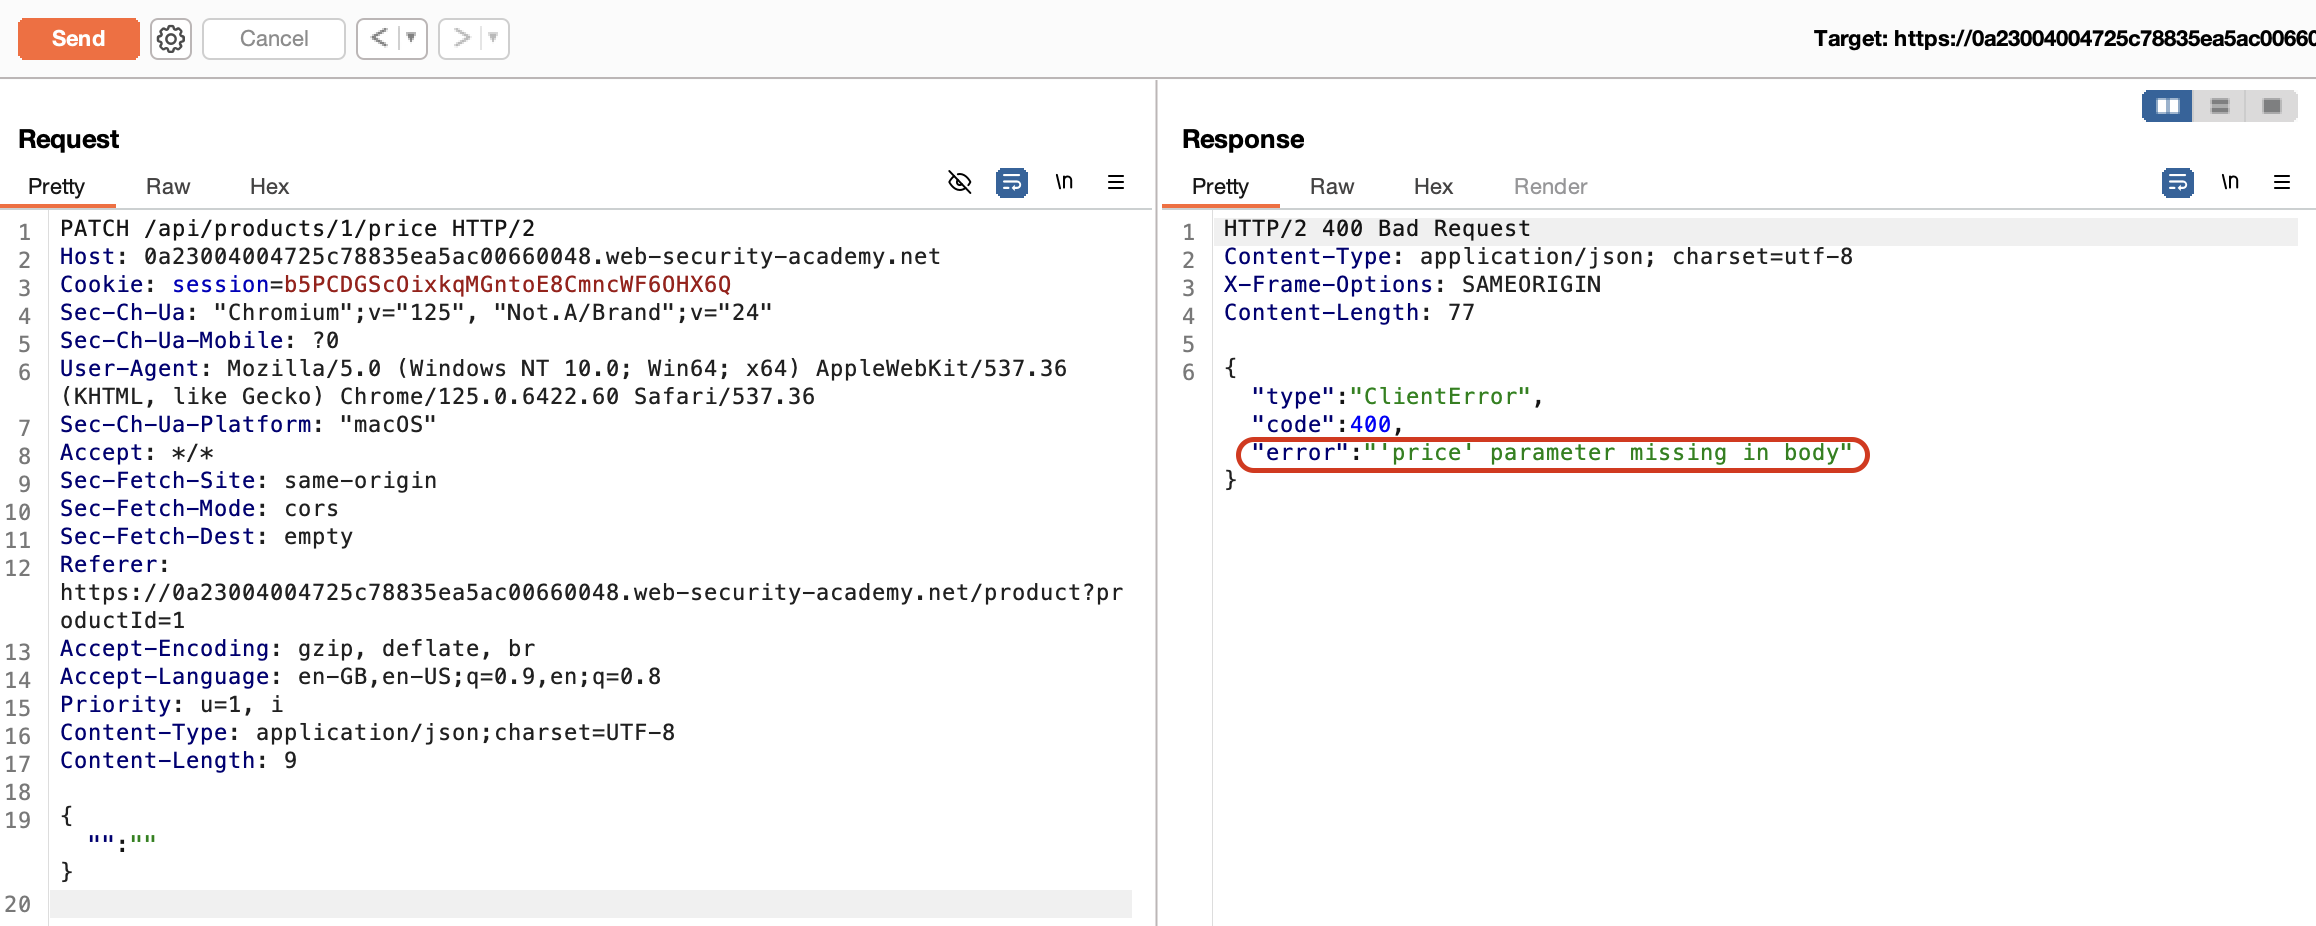 Send
Cancel
<
>
Target: https://0a23004004725c78835ea5ac00660
Request
Pretty
Raw
Hex
\n
1 PATCH /api/products/1/price HTTP/2
2 Host: 0a23004004725c78835ea5ac00660048.web-security-academy.net
3 Cookie: session=b5PCDGScOixkqMGntoE8CmncWF6OHX6Q
4 Sec-Ch-Ua: "Chromium";v="125", "Not.A/Brand";v="24"
5 Sec-Ch-Ua-Mobile: ?0
6 User-Agent: Mozilla/5.0 (Windows NT 10.0; Win64; x64) AppleWebKit/537.36
(KHTML, like Gecko) Chrome/125.0.6422.60 Safari/537.36
7 Sec-Ch-Ua-Platform: "macOS"
8 Accept: */*
9 Sec-Fetch-Site: same-origin
10 Sec-Fetch-Mode: cors
11 Sec-Fetch-Dest: empty
12 Referer:
https://0a23004004725c78835ea5ac00660048.web-security-academy.net/product?pr
oductId=1
13 Accept-Encoding: gzip, deflate, br
14 Accept-Language: en-GB,en-US;q=0.9,en;q=0.8
15 Priority: u=1, i
16 Content-Type: application/json;charset=UTF-8
17 Content-Length: 9
18
19 {
"":""
}
20
Response
Pretty
Raw
Hex
Render
\n
1 HTTP/2 400 Bad Request
2 Content-Type: application/json; charset=utf-8
3 X-Frame-Options: SAMEORIGIN
4 Content-Length: 77
5
6 {
"type":"ClientError",
"code":400,
"error":"'price' parameter missing in body"
}